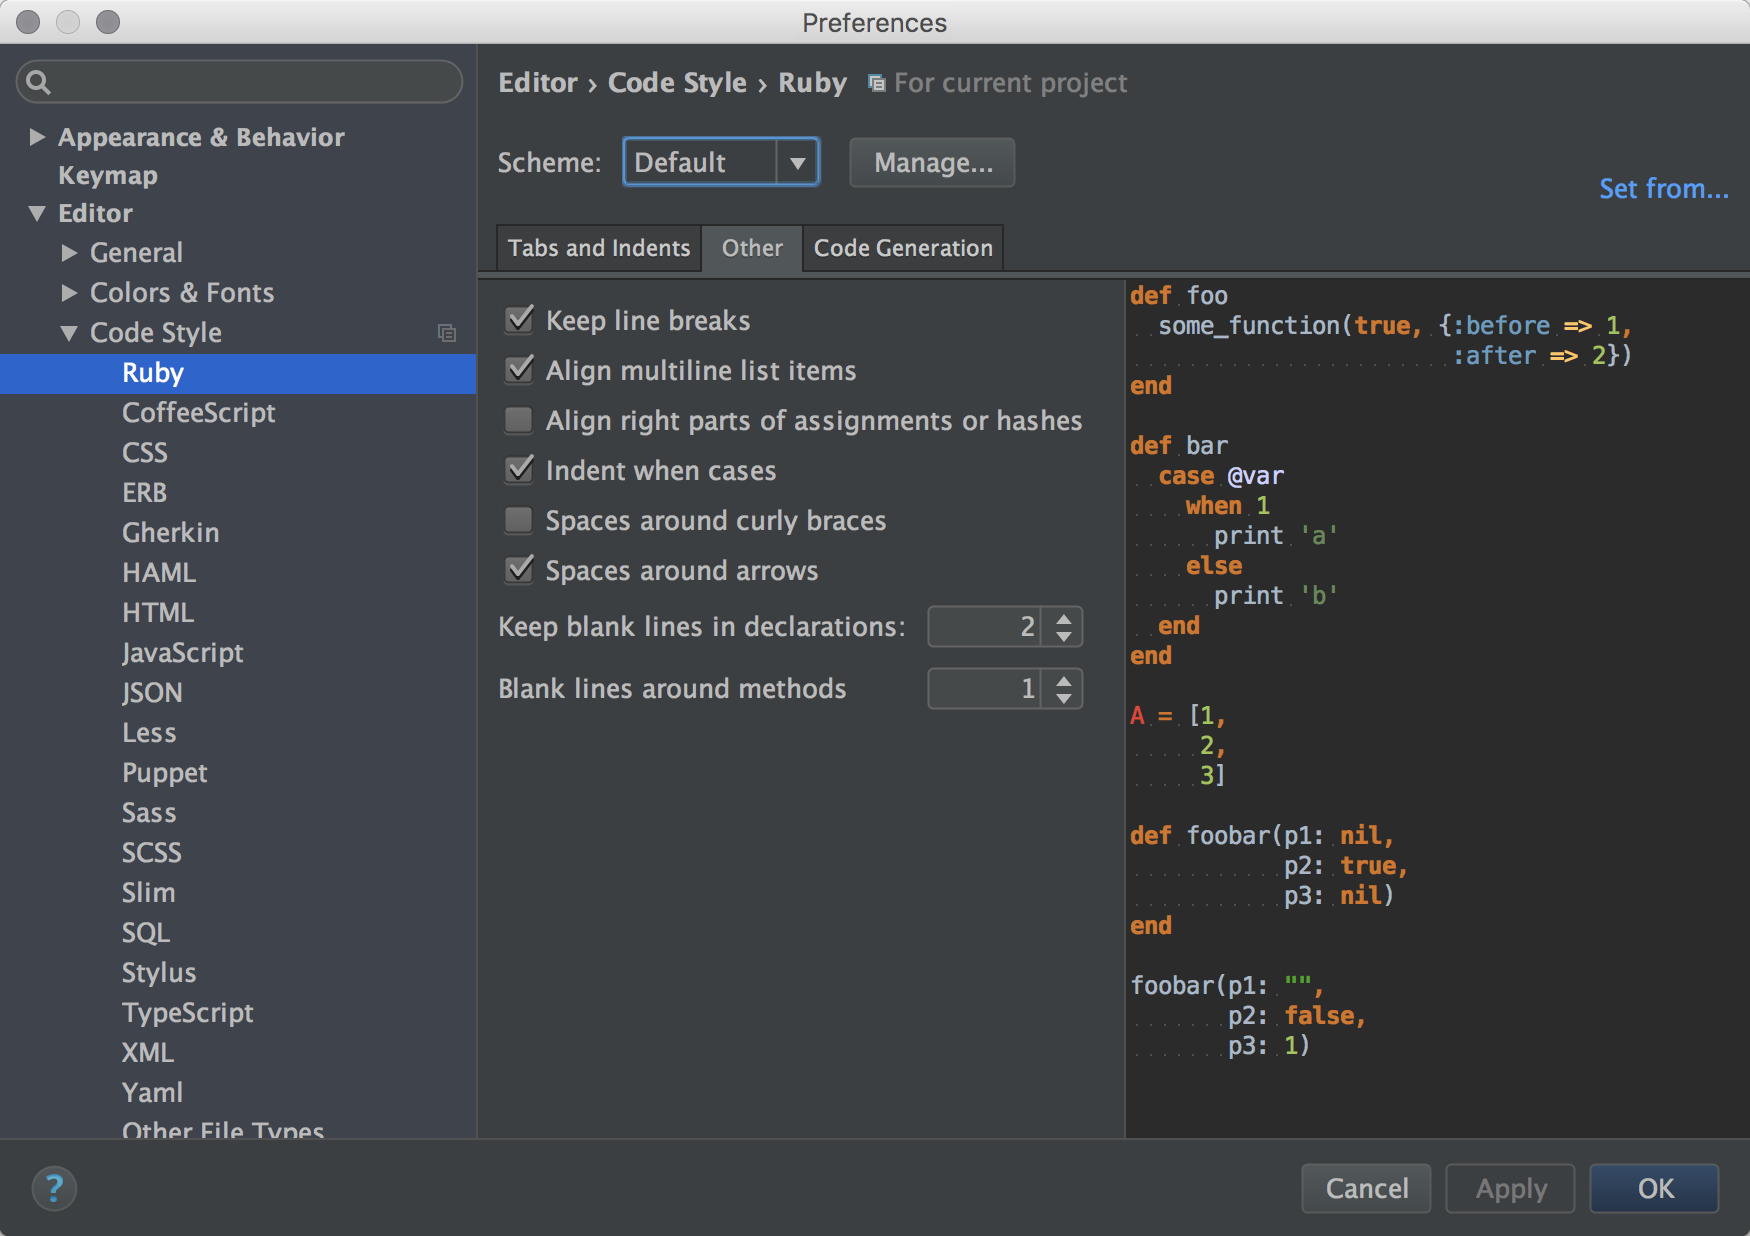 Preferences
Appearance & Behavior
Keymap
Editor
General
Colors & Fonts
Code Style
Ruby
CoffeeScript
CSS
ERB
Gherkin
HAML
HTML
JavaScript
JSON
Less
Puppet
Sass
SCSS
Slim
SQL
Stylus
TypeScript
XML
Yaml
Other File Types
Editor › Code Style › Ruby For current project
Scheme: Default Manage...
Set from...
Tabs and Indents Other Code Generation
Keep line breaks
Align multiline list items
Align right parts of assignments or hashes
Indent when cases
Spaces around curly braces
Spaces around arrows
Keep blank lines in declarations: 2
Blank lines around methods 1
def foo
  some_function(true, {:before => 1,
                       :after => 2})
end
def bar
  case @var
    when 1
      print 'a'
    else
      print 'b'
  end
end
A = [1,
     2,
     3]
def foobar(p1: nil,
           p2: true,
           p3: nil)
end
foobar(p1: "",
       p2: false,
       p3: 1)
? Cancel Apply OK